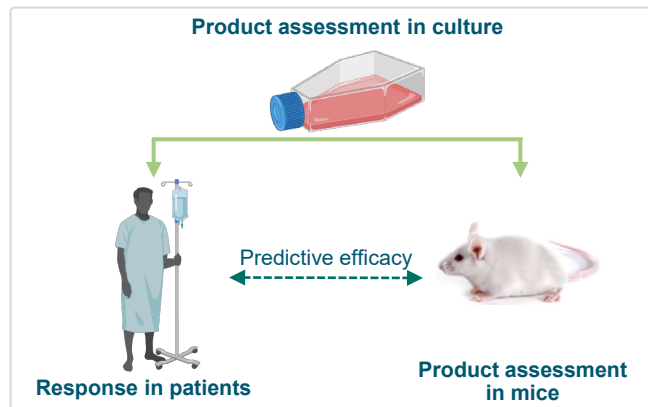 Product assessment in culture
Predictive efficacy
Response in patients
Product assessment
in mice